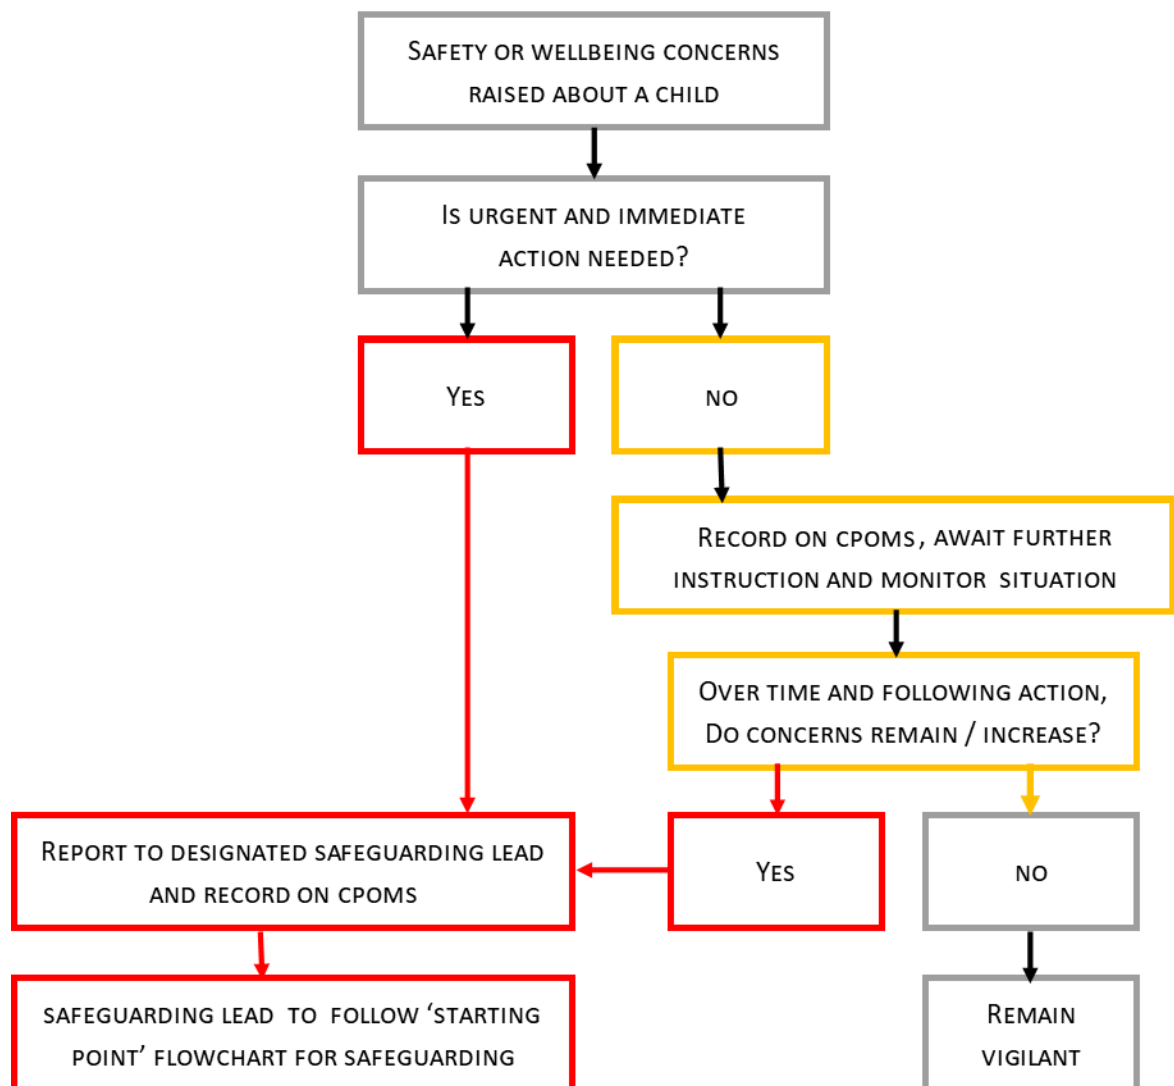 Safety or wellbeing concerns
raised about a child
Is urgent and immediate
action needed?
Yes
no
Record on cpoms, await further
instruction and monitor situation
Over time and following action,
Do concerns remain / increase?
Report to designated safeguarding lead
and record on cpoms
Yes
no
safeguarding lead to follow ‘starting
point’ flowchart for safeguarding
Remain
vigilant